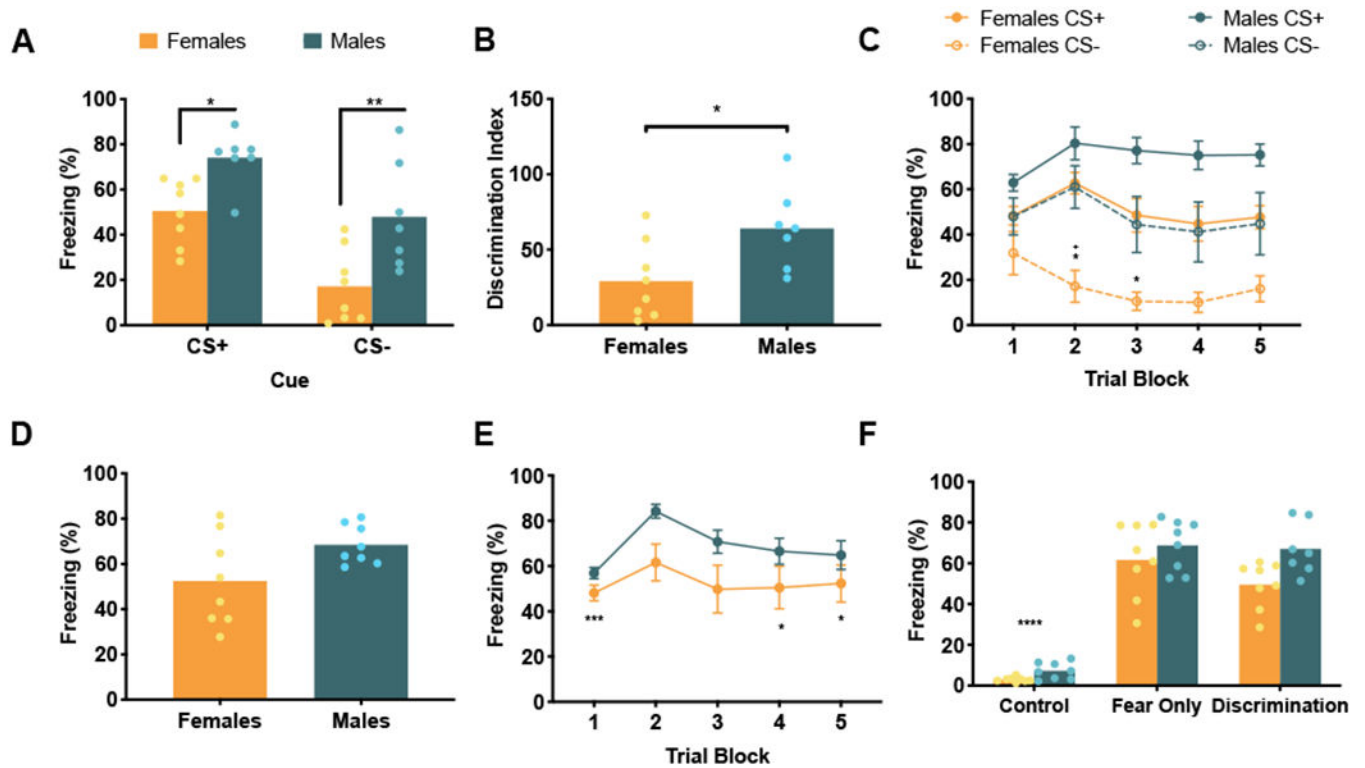 A
Females
Males
Freezing (%)
100
80
60
40
20
0
*
**
CS+
CS-
Cue
B
Discrimination Index
150
100
50
0
*
Females
Males
C
Females CS+
Females CS-
Males CS+
Males CS-
Freezing (%)
100
80
60
40
20
0
*
*
1 2 3 4 5
Trial Block
D
Freezing (%)
100
80
60
40
20
0
Females
Males
E
Freezing (%)
100
80
60
40
20
0
***
*
*
1 2 3 4 5
Trial Block
F
Freezing (%)
100
80
60
40
20
0
****
Control
Fear Only
Discrimination